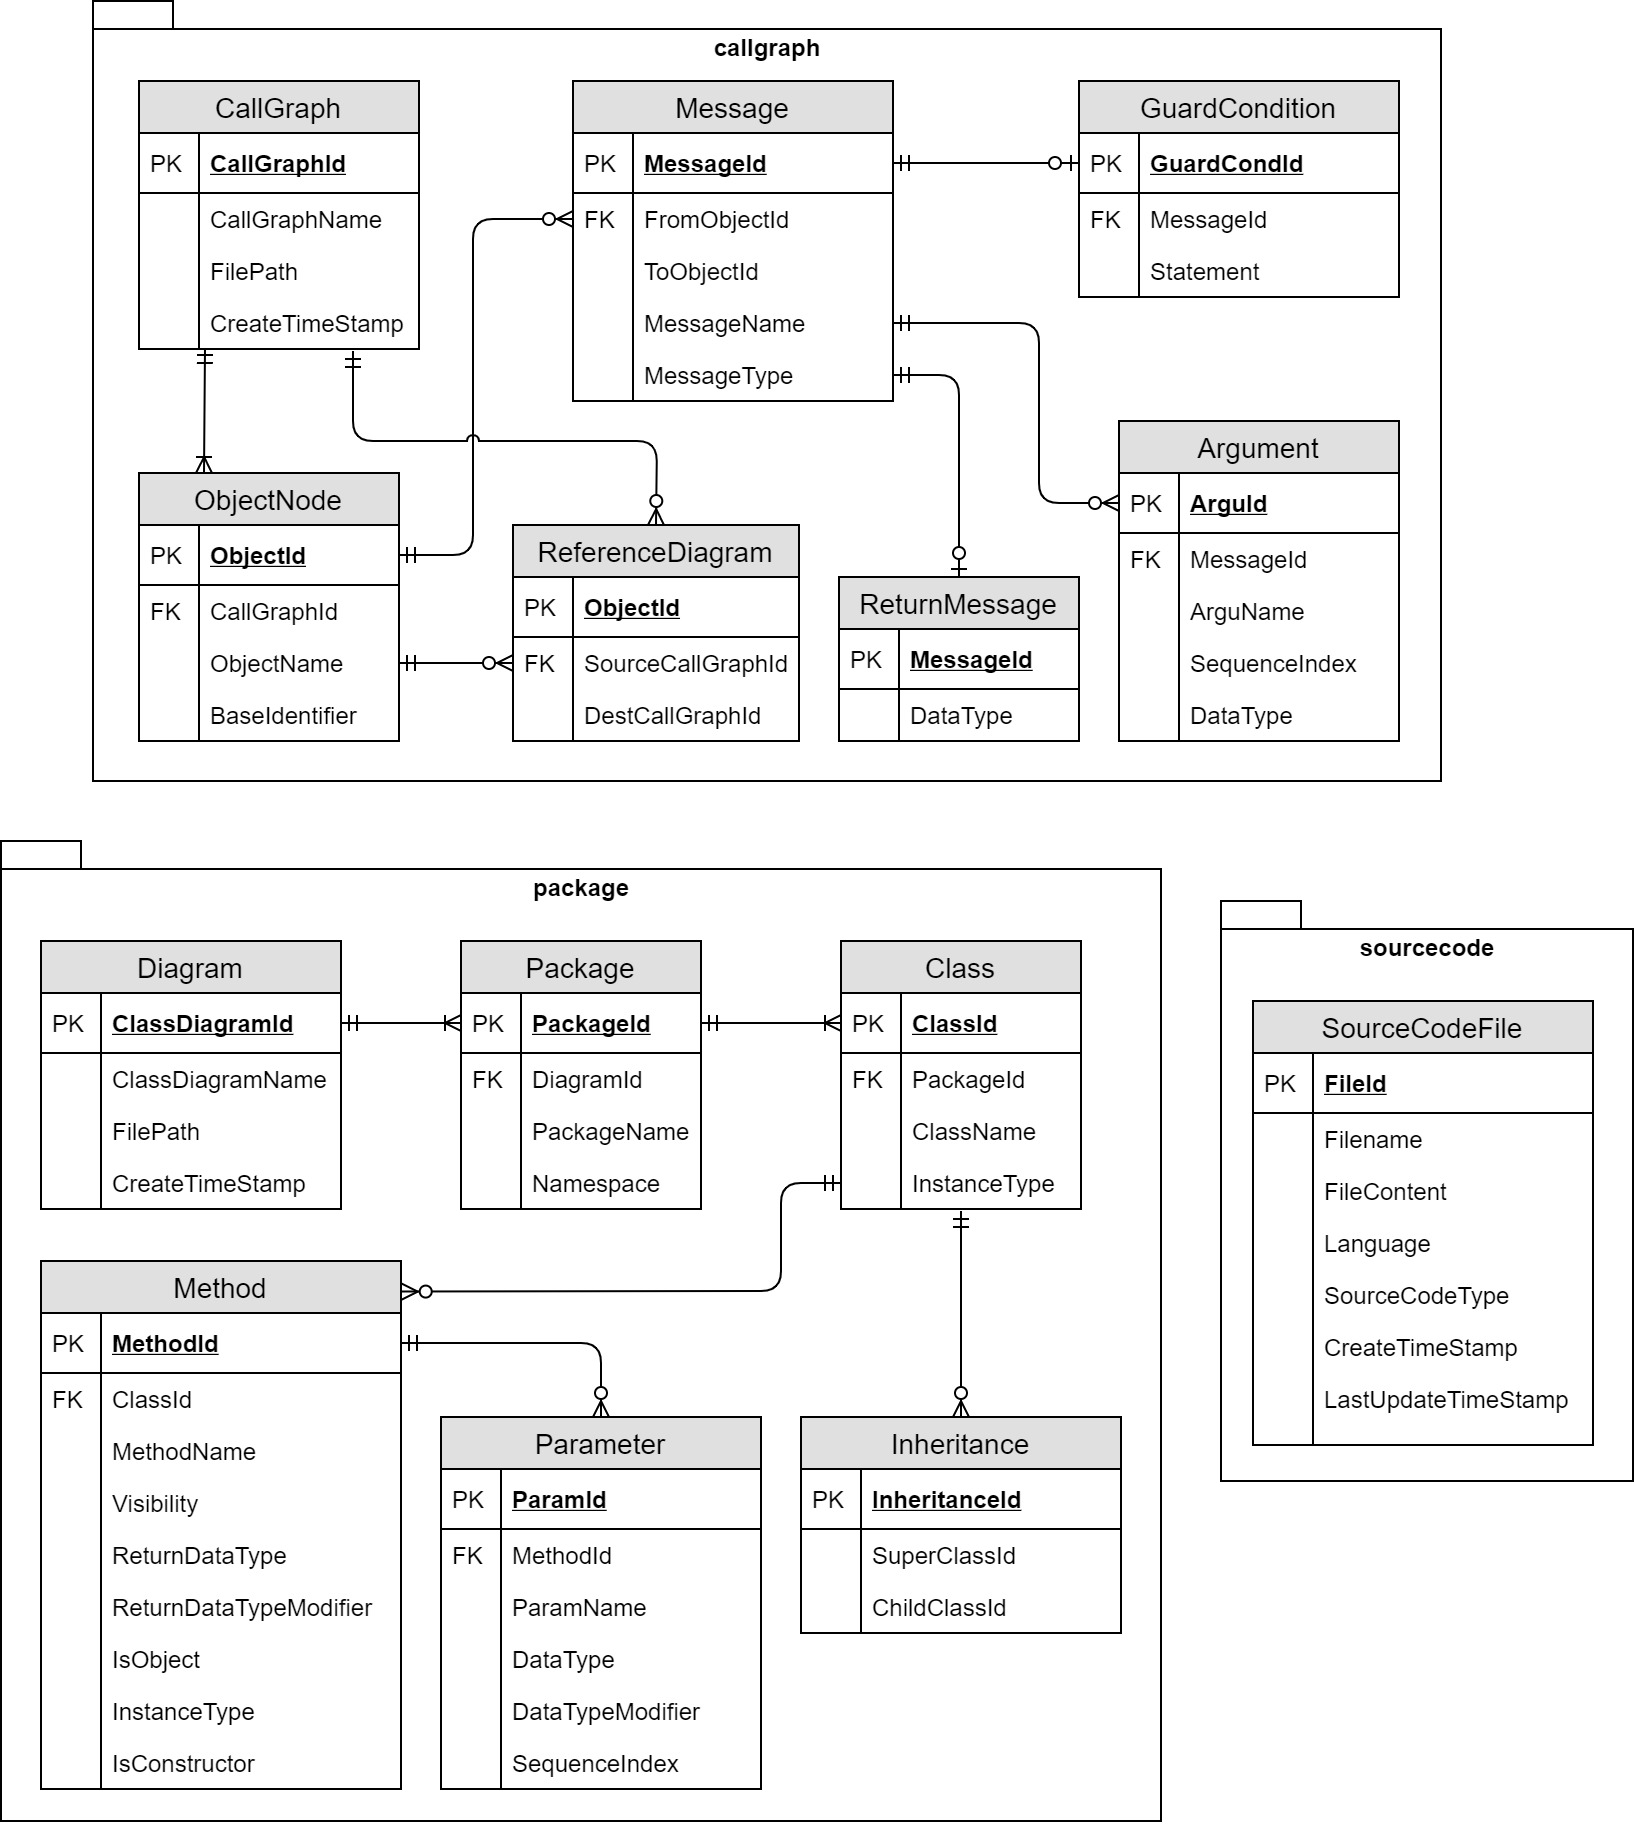 callgraph
CallGraph
PK CallGraphId
CallGraphName
FilePath
CreateTimeStamp
Message
PK MessageId
FK FromObjectId
ToObjectId
MessageName
MessageType
GuardCondition
PK GuardCondId
FK MessageId
Statement
ObjectNode
PK ObjectId
FK CallGraphId
ObjectName
BaseIdentifier
ReferenceDiagram
PK ObjectId
FK SourceCallGraphId
DestCallGraphId
ReturnMessage
PK MessageId
DataType
Argument
PK ArguId
FK MessageId
ArguName
SequenceIndex
DataType
package
Diagram
PK ClassDiagramId
ClassDiagramName
FilePath
CreateTimeStamp
Package
PK PackageId
FK DiagramId
PackageName
Namespace
Class
PK ClassId
FK PackageId
ClassName
InstanceType
Method
PK MethodId
FK ClassId
MethodName
Visibility
ReturnDataType
ReturnDataTypeModifier
IsObject
InstanceType
IsConstructor
Parameter
PK ParamId
FK MethodId
ParamName
DataType
DataTypeModifier
SequenceIndex
Inheritance
PK InheritanceId
SuperClassId
ChildClassId
sourcecode
SourceCodeFile
PK FileId
Filename
FileContent
Language
SourceCodeType
CreateTimeStamp
LastUpdateTimeStamp